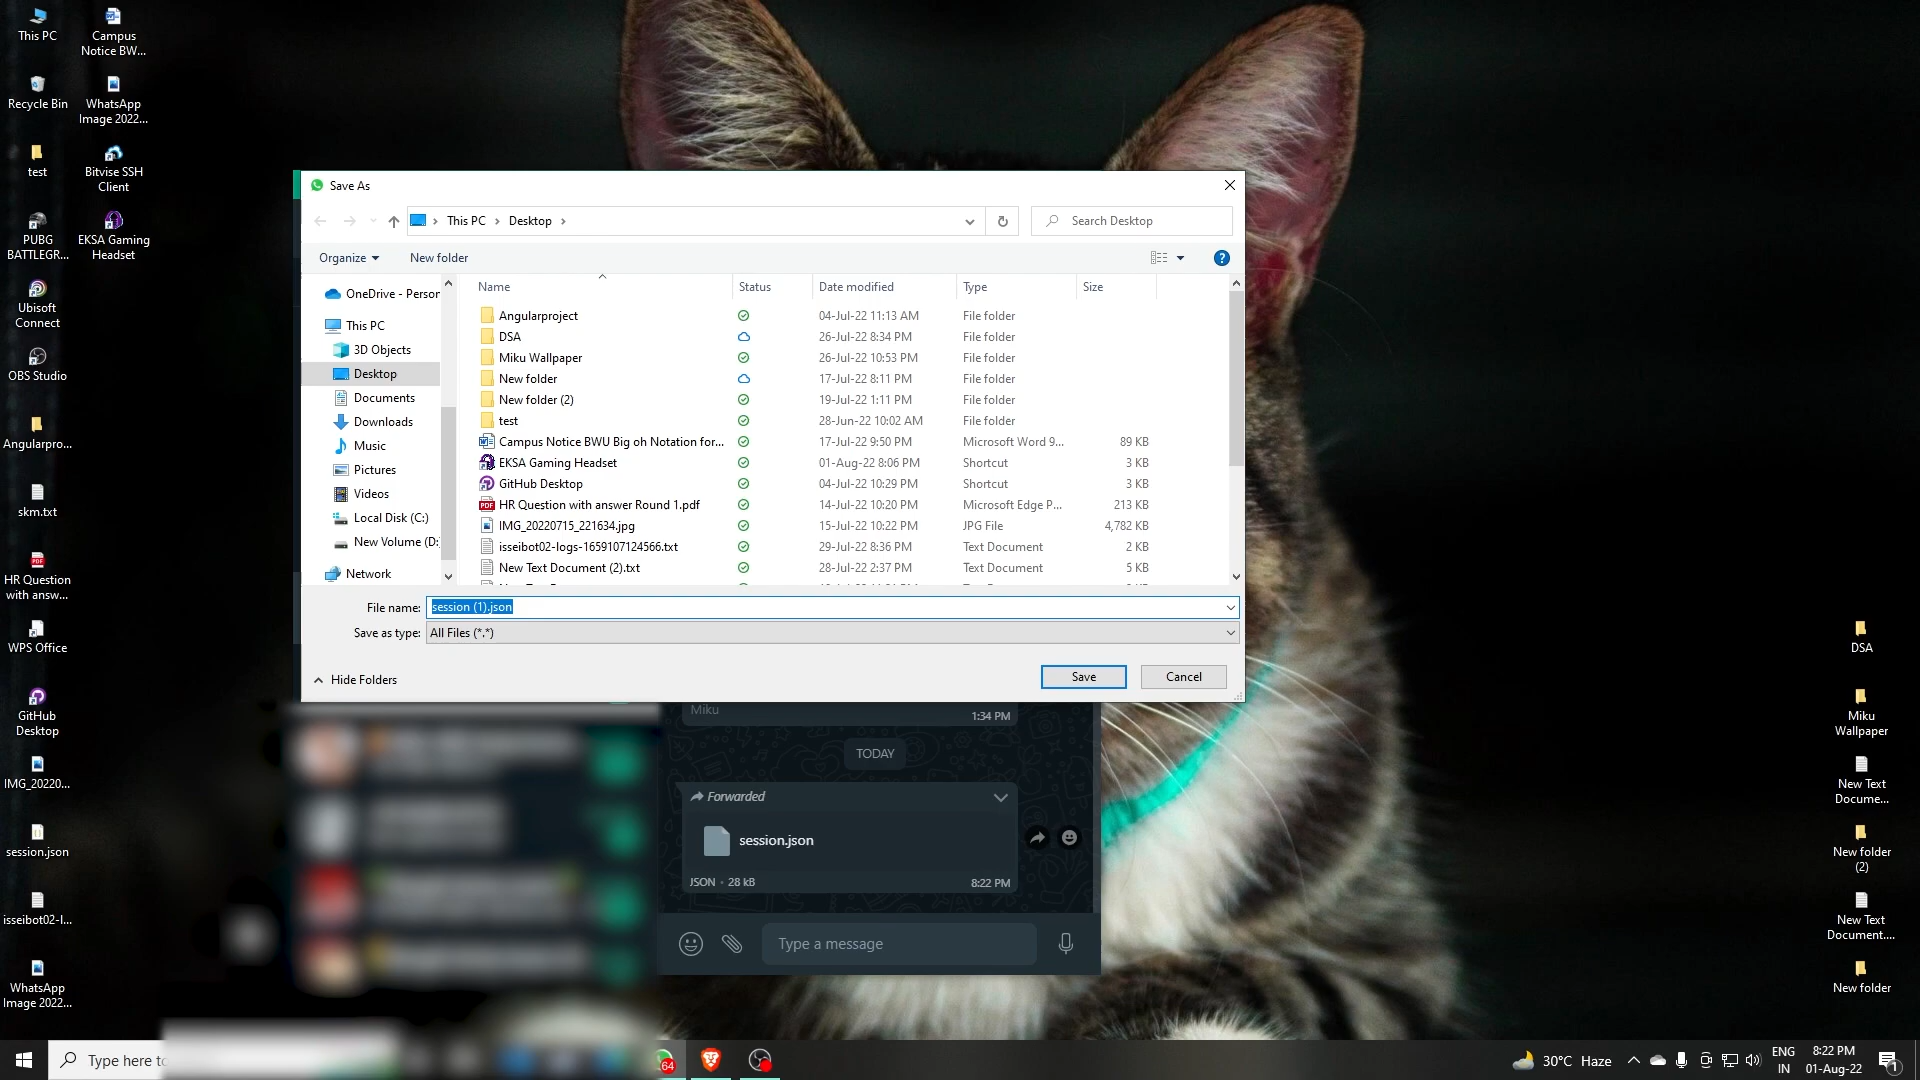 This PC
Campus
Notice BW...
Recycle Bin
WhatsApp
Image 2022...
test
Bitvise SSH
Client
PUBG
BATTLEGR...
EKSA Gaming
Headset
Ubisoft
Connect
OBS Studio
Angularpro...
skm.txt
HR Question
with answ...
WPS Office
GitHub
Desktop
IMG_20220...
session.json
isseibot02-l...
WhatsApp
Image 2022...
Save As
This PC
Desktop
Search Desktop
Organize
New folder
OneDrive - Person
This PC
3D Objects
Desktop
Documents
Downloads
Music
Pictures
Videos
Local Disk (C:)
New Volume (D:
Network
Name Status Date modified Type Size
Angularproject 04-Jul-22 11:13 AM File folder
DSA 26-Jul-22 8:34 PM File folder
Miku Wallpaper 26-Jul-22 10:53 PM File folder
New folder 17-Jul-22 8:11 PM File folder
New folder (2) 19-Jul-22 1:11 PM File folder
test 28-Jun-22 10:02 AM File folder
Campus Notice BWU Big oh Notation for... 17-Jul-22 9:50 PM Microsoft Word 9... 89 KB
EKSA Gaming Headset 01-Aug-22 8:06 PM Shortcut 3 KB
GitHub Desktop 04-Jul-22 10:29 PM Shortcut 3 KB
HR Question with answer Round 1.pdf 14-Jul-22 10:20 PM Microsoft Edge P... 213 KB
IMG_20220715_221634.jpg 15-Jul-22 10:22 PM JPG File 4,782 KB
isseibot02-logs-1659107124566.txt 29-Jul-22 8:36 PM Text Document 2 KB
New Text Document (2).txt 28-Jul-22 2:37 PM Text Document 5 KB
File name: session (1).json
Save as type: All Files (*.*)
Hide Folders
Save
Cancel
Miku
1:34 PM
TODAY
Forwarded
session.json
JSON • 28 kB
8:22 PM
Type a message
DSA
Miku
Wallpaper
New Text
Docume...
New folder
(2)
New Text
Document....
New folder
Type here to
64
30°C Haze
ENG
IN
8:22 PM
01-Aug-22
1